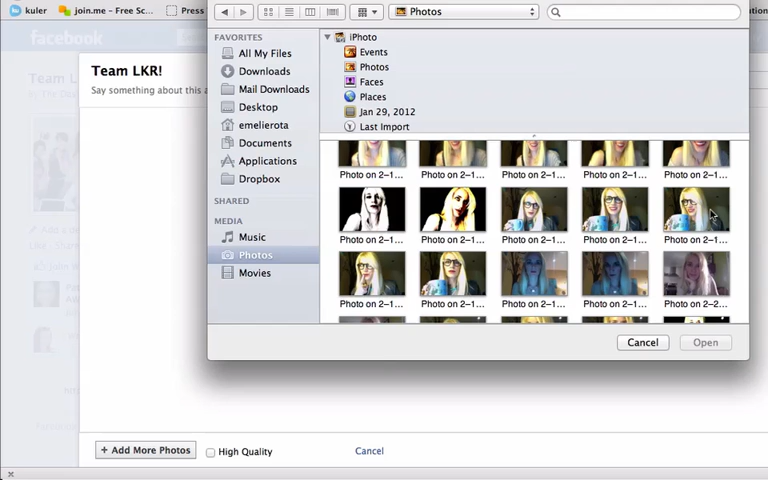 kuler
join.me – Free Sc...
Press
Photos
facebook
Team LKR!
Say something about this a
FAVORITES
All My Files
Downloads
Mail Downloads
Desktop
emelierota
Documents
Applications
Dropbox
SHARED
MEDIA
Music
Photos
Movies
iPhoto
Events
Photos
Faces
Places
Jan 29, 2012
Last Import
Photo on 2–1... Photo on 2–1... Photo on 2–1... Photo on 2–1... Photo on 2–1...
Photo on 2–1... Photo on 2–1... Photo on 2–1... Photo on 2–1... Photo on 2–1...
Photo on 2–1... Photo on 2–1... Photo on 2–1... Photo on 2–1... Photo on 2–2...
Cancel Open
+ Add More Photos
High Quality
Cancel